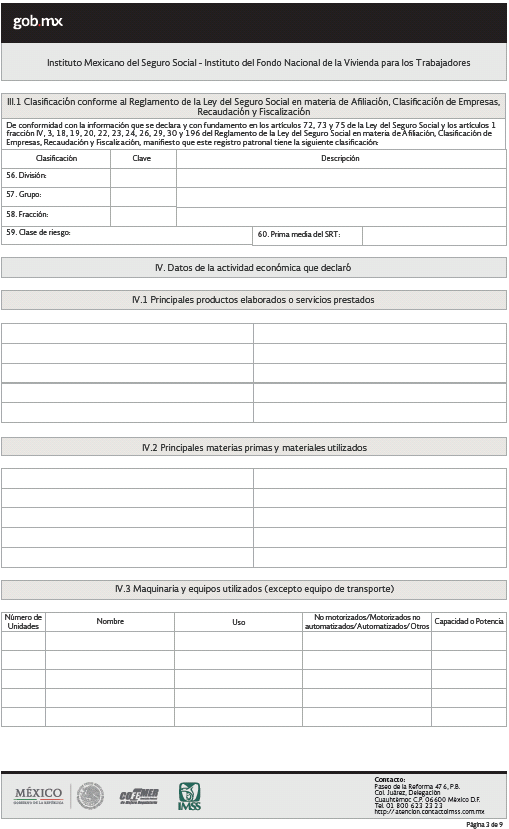 gob.mx
Instituto Mexicano del Seguro Social - Instituto del Fondo Nacional de la Vivienda para los Trabajadores
III.1 Clasificación conforme al Reglamento de la Ley del Seguro Social en materia de Afiliación, Clasificación de Empresas,
Recaudación y Fiscalización
De conformidad con la información que se declara y con fundamento en los artículos 72, 73 y 75 de la Ley del Seguro Social y los artículos 1
fracción IV, 3, 18, 19, 20, 22, 23, 24, 26, 29, 30 y 196 del Reglamento de la Ley del Seguro Social en materia de Afiliación, Clasificación de
Empresas, Recaudación y Fiscalización, manifiesto que este registro patronal tiene la siguiente clasificación:
Clasificación Clave Descripción
56. División:
57. Grupo:
58. Fracción:
59. Clase de riesgo: 60. Prima media del SRT:
IV. Datos de la actividad económica que declaró
IV.1 Principales productos elaborados o servicios prestados
IV.2 Principales materias primas y materiales utilizados
IV.3 Maquinaria y equipos utilizados (excepto equipo de transporte)
Número de Unidades Nombre Uso No motorizados/Motorizados no automatizados/Automatizados/Otros Capacidad o Potencia
MÉXICO
GOBIERNO DE LA REPÚBLICA
COFEMER
IMSS
Contacto:
Paseo de la Reforma 476, P.B.
Col. Juárez, Delegación
Cuauhtémoc C.P. 06600 México D.F.
Tel. 01 800 623 23 23
http://atencion.contactoimss.com.mx
Página 3 de 9